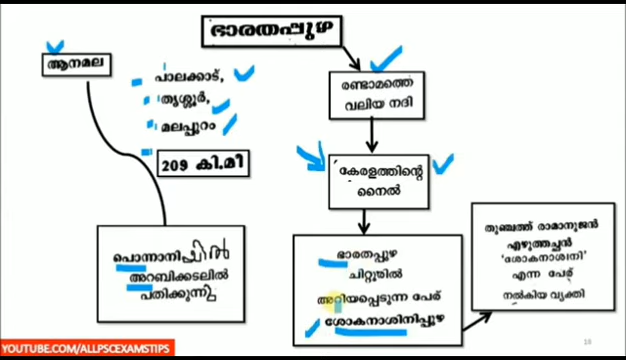 ഭാരതപ്പുഴ
ആനമല
പാലക്കാട്,
തൃശ്ശൂർ,
മലപ്പുറം
209 കി.മീ
രണ്ടാമത്തെ
വലിയ നദി
കേരളത്തിന്റെ
നൈൽ
പൊന്നാനിച്ചിൽ
അറബിക്കടലിൽ
പതിക്കുന്നു
ഭാരതപ്പുഴ
ചിറ്റൂരിൽ
അറിയപ്പെടുന്ന പേര്
ശോകനാശിനിപ്പുഴ
തുഞ്ചത്ത് രാമാനുജൻ
എഴുത്തച്ഛൻ
'ശോകനാശിനി'
എന്ന പേര്
നൽകിയ വ്യക്തി
YOUTUBE.COM/ALLPSCEXAMSTIPS
18